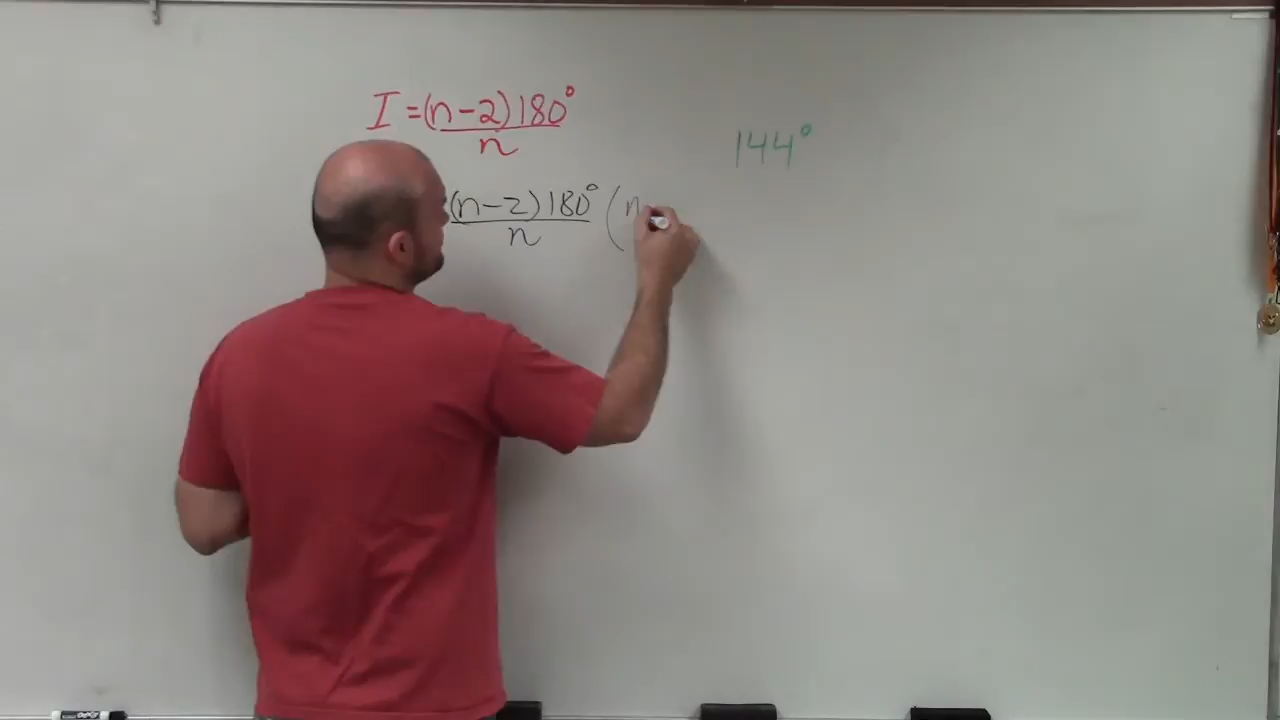 I = (n-2)180°
n
144°
(n-2)180° (n
n